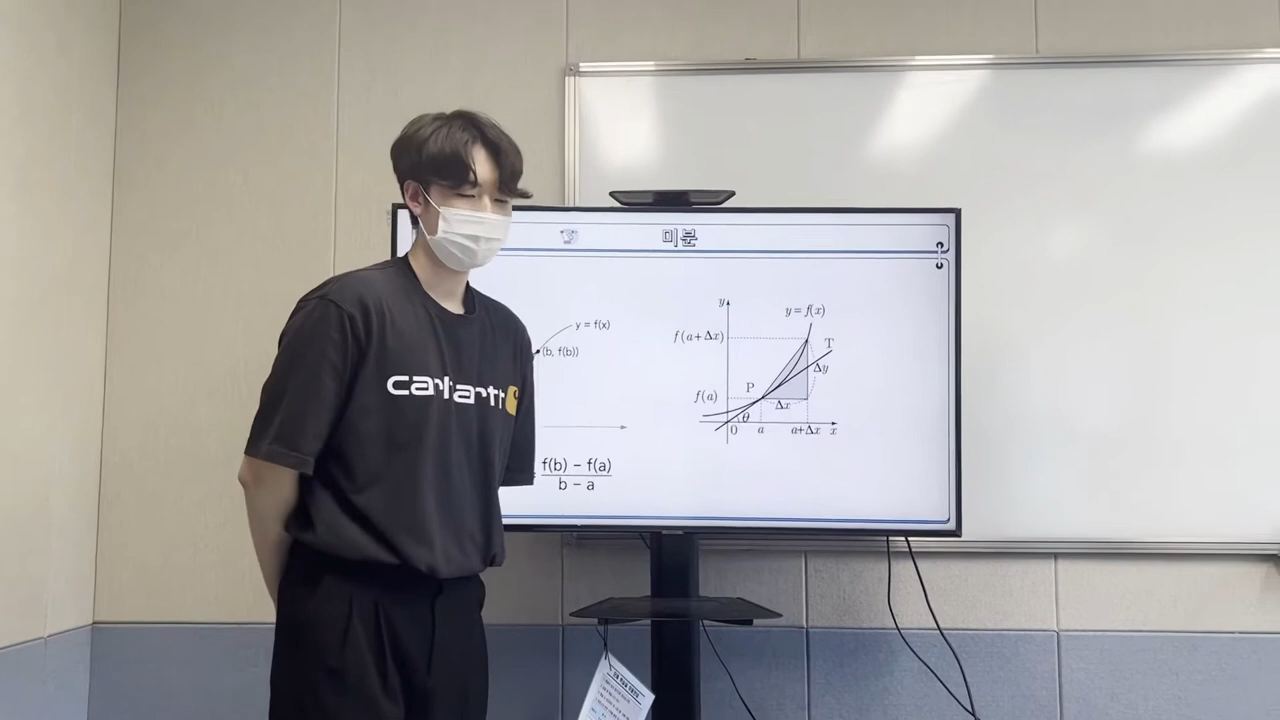 미분
carhartt
y = f(x)
(b, f(b))
f(b) − f(a)
b − a
y
y = f(x)
f(a+Δx)
T
Δy
P
f(a)
Δx
θ
0
a
a+Δx
x